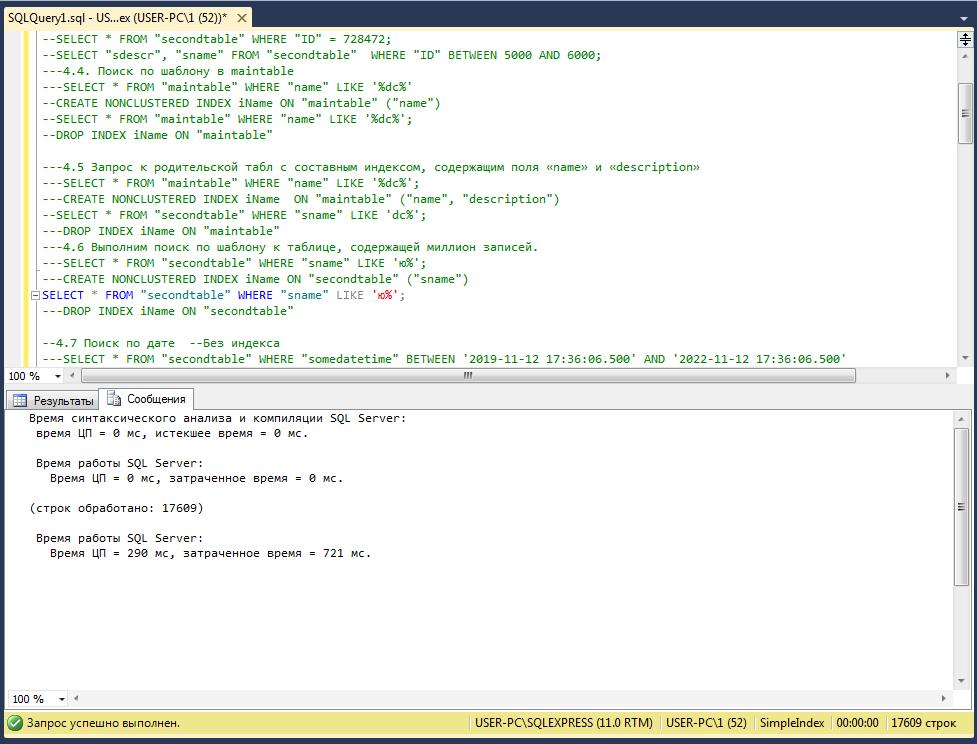 SQLQuery1.sql - US...ex (USER-PC\1 (52))*
--SELECT * FROM "secondtable" WHERE "ID" = 728472;
--SELECT "sdescr", "sname" FROM "secondtable"  WHERE "ID" BETWEEN 5000 AND 6000;
---4.4. Поиск по шаблону в maintable
---SELECT * FROM "maintable" WHERE "name" LIKE '%dc%'
--CREATE NONCLUSTERED INDEX iName ON "maintable" ("name")
--SELECT * FROM "maintable" WHERE "name" LIKE '%dc%';
--DROP INDEX iName ON "maintable"
---4.5 Запрос к родительской табл с составным индексом, содержащим поля «name» и «description»
---SELECT * FROM "maintable" WHERE "name" LIKE '%dc%';
---CREATE NONCLUSTERED INDEX iName  ON "maintable" ("name", "description")
--SELECT * FROM "secondtable" WHERE "sname" LIKE 'dc%';
---DROP INDEX iName ON "maintable"
---4.6 Выполним поиск по шаблону к таблице, содержащей миллион записей.
---SELECT * FROM "secondtable" WHERE "sname" LIKE 'ю%';
---CREATE NONCLUSTERED INDEX iName ON "secondtable" ("sname")
SELECT * FROM "secondtable" WHERE "sname" LIKE 'ю%';
---DROP INDEX iName ON "secondtable"
--4.7 Поиск по дате  --Без индекса
---SELECT * FROM "secondtable" WHERE "somedatetime" BETWEEN '2019-11-12 17:36:06.500' AND '2022-11-12 17:36:06.500'
100 %
Результаты Сообщения
Время синтаксического анализа и компиляции SQL Server:
время ЦП = 0 мс, истекшее время = 0 мс.
Время работы SQL Server:
Время ЦП = 0 мс, затраченное время = 0 мс.
(строк обработано: 17609)
Время работы SQL Server:
Время ЦП = 290 мс, затраченное время = 721 мс.
100 %
Запрос успешно выполнен. USER-PC\SQLEXPRESS (11.0 RTM) USER-PC\1 (52) SimpleIndex 00:00:00 17609 строк